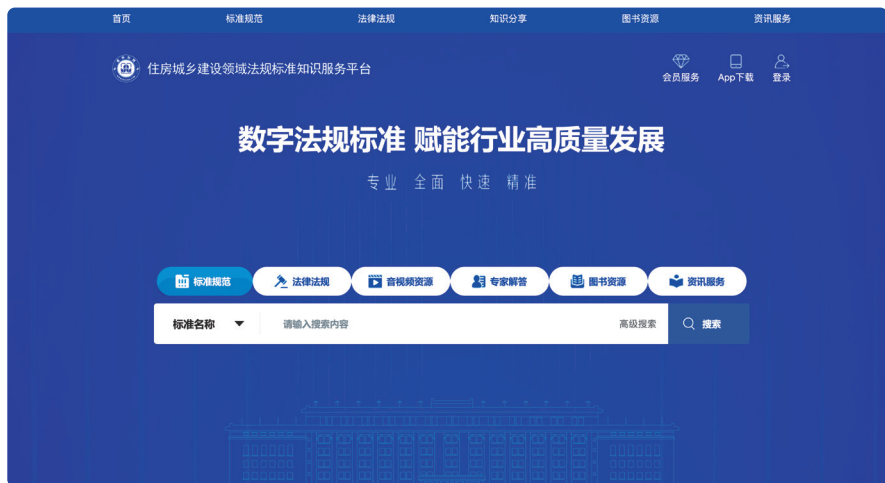 首页 标准规范 法律法规 知识分享 图书资源 资讯服务
住房城乡建设领域法规标准知识服务平台
会员服务 App下载 登录
数字法规标准 赋能行业高质量发展
专业 全面 快速 精准
标准规范 法律法规 音视频资源 专家解答 图书资源 资讯服务
标准名称 请输入搜索内容 高级搜索 搜索